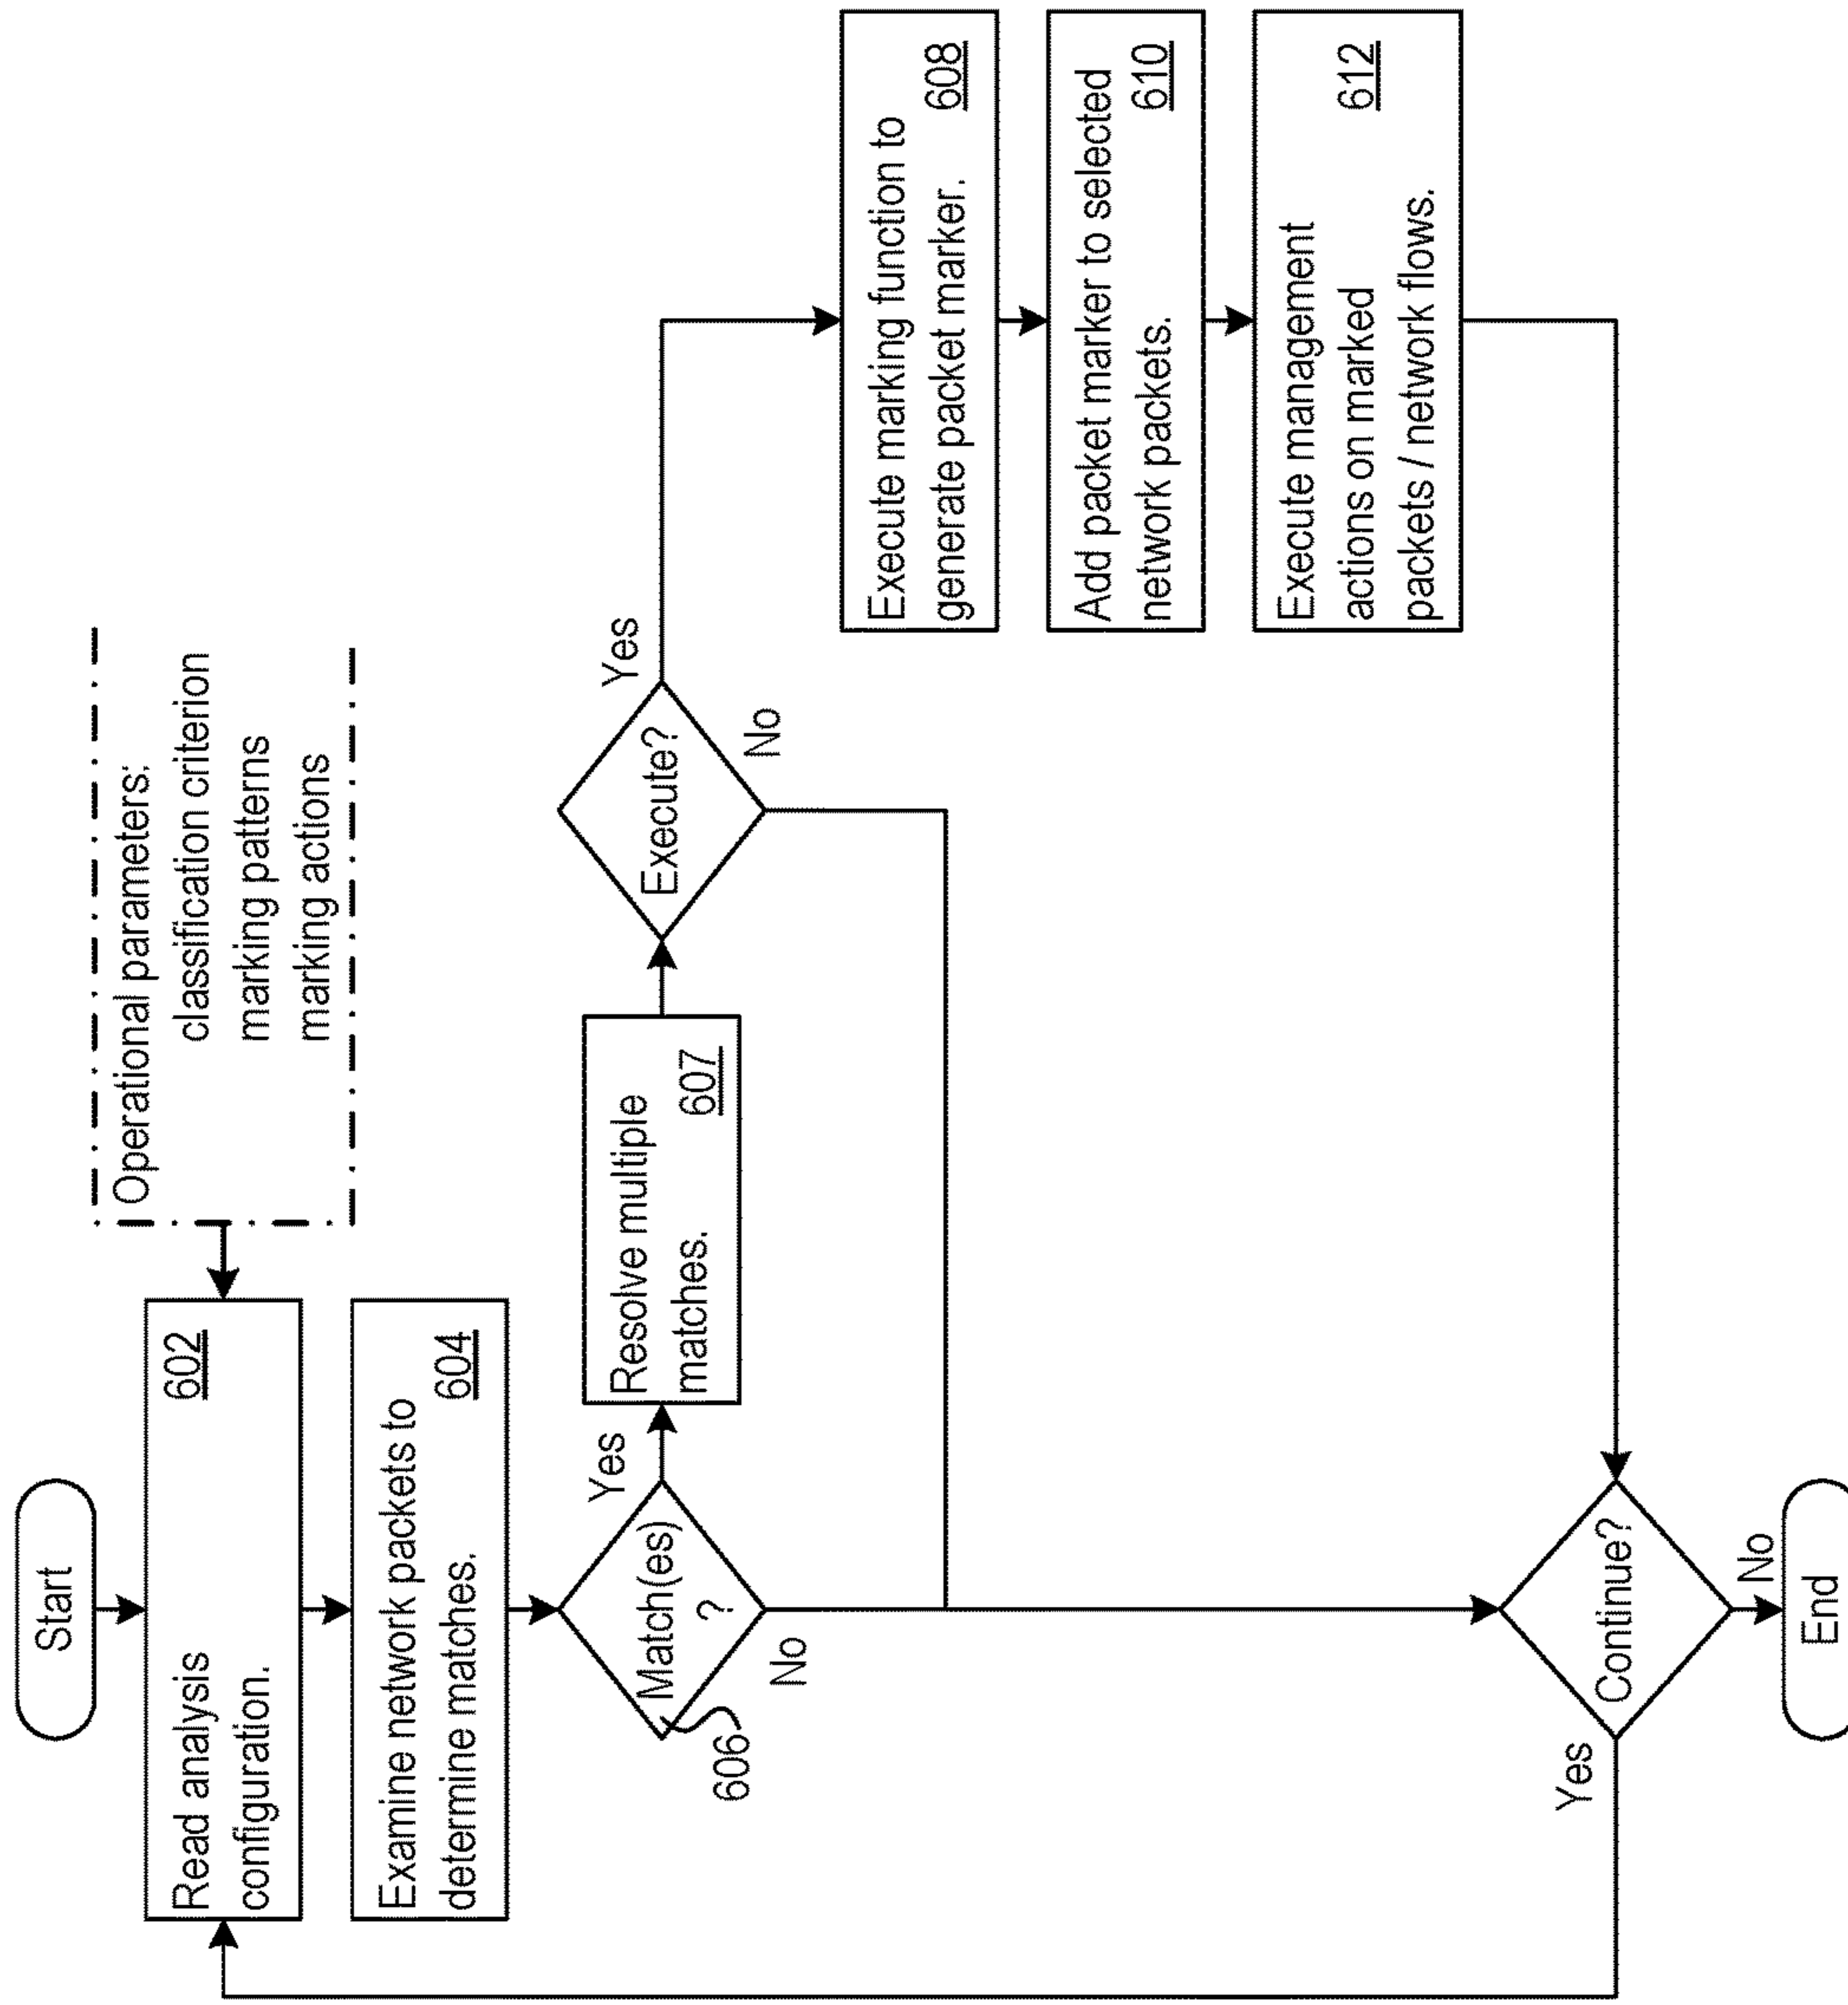 Start
Operational parameters:
classification criterion
marking patterns
marking actions
Read analysis
configuration.
602
Examine network packets to
determine matches.
604
Match(es)
?
606
Yes
No
Resolve multiple
matches.
607
Execute?
Yes
No
Execute marking function to
generate packet marker.
608
Add packet marker to selected
network packets.
610
Execute management
actions on marked
packets / network flows.
612
Continue?
Yes
No
End